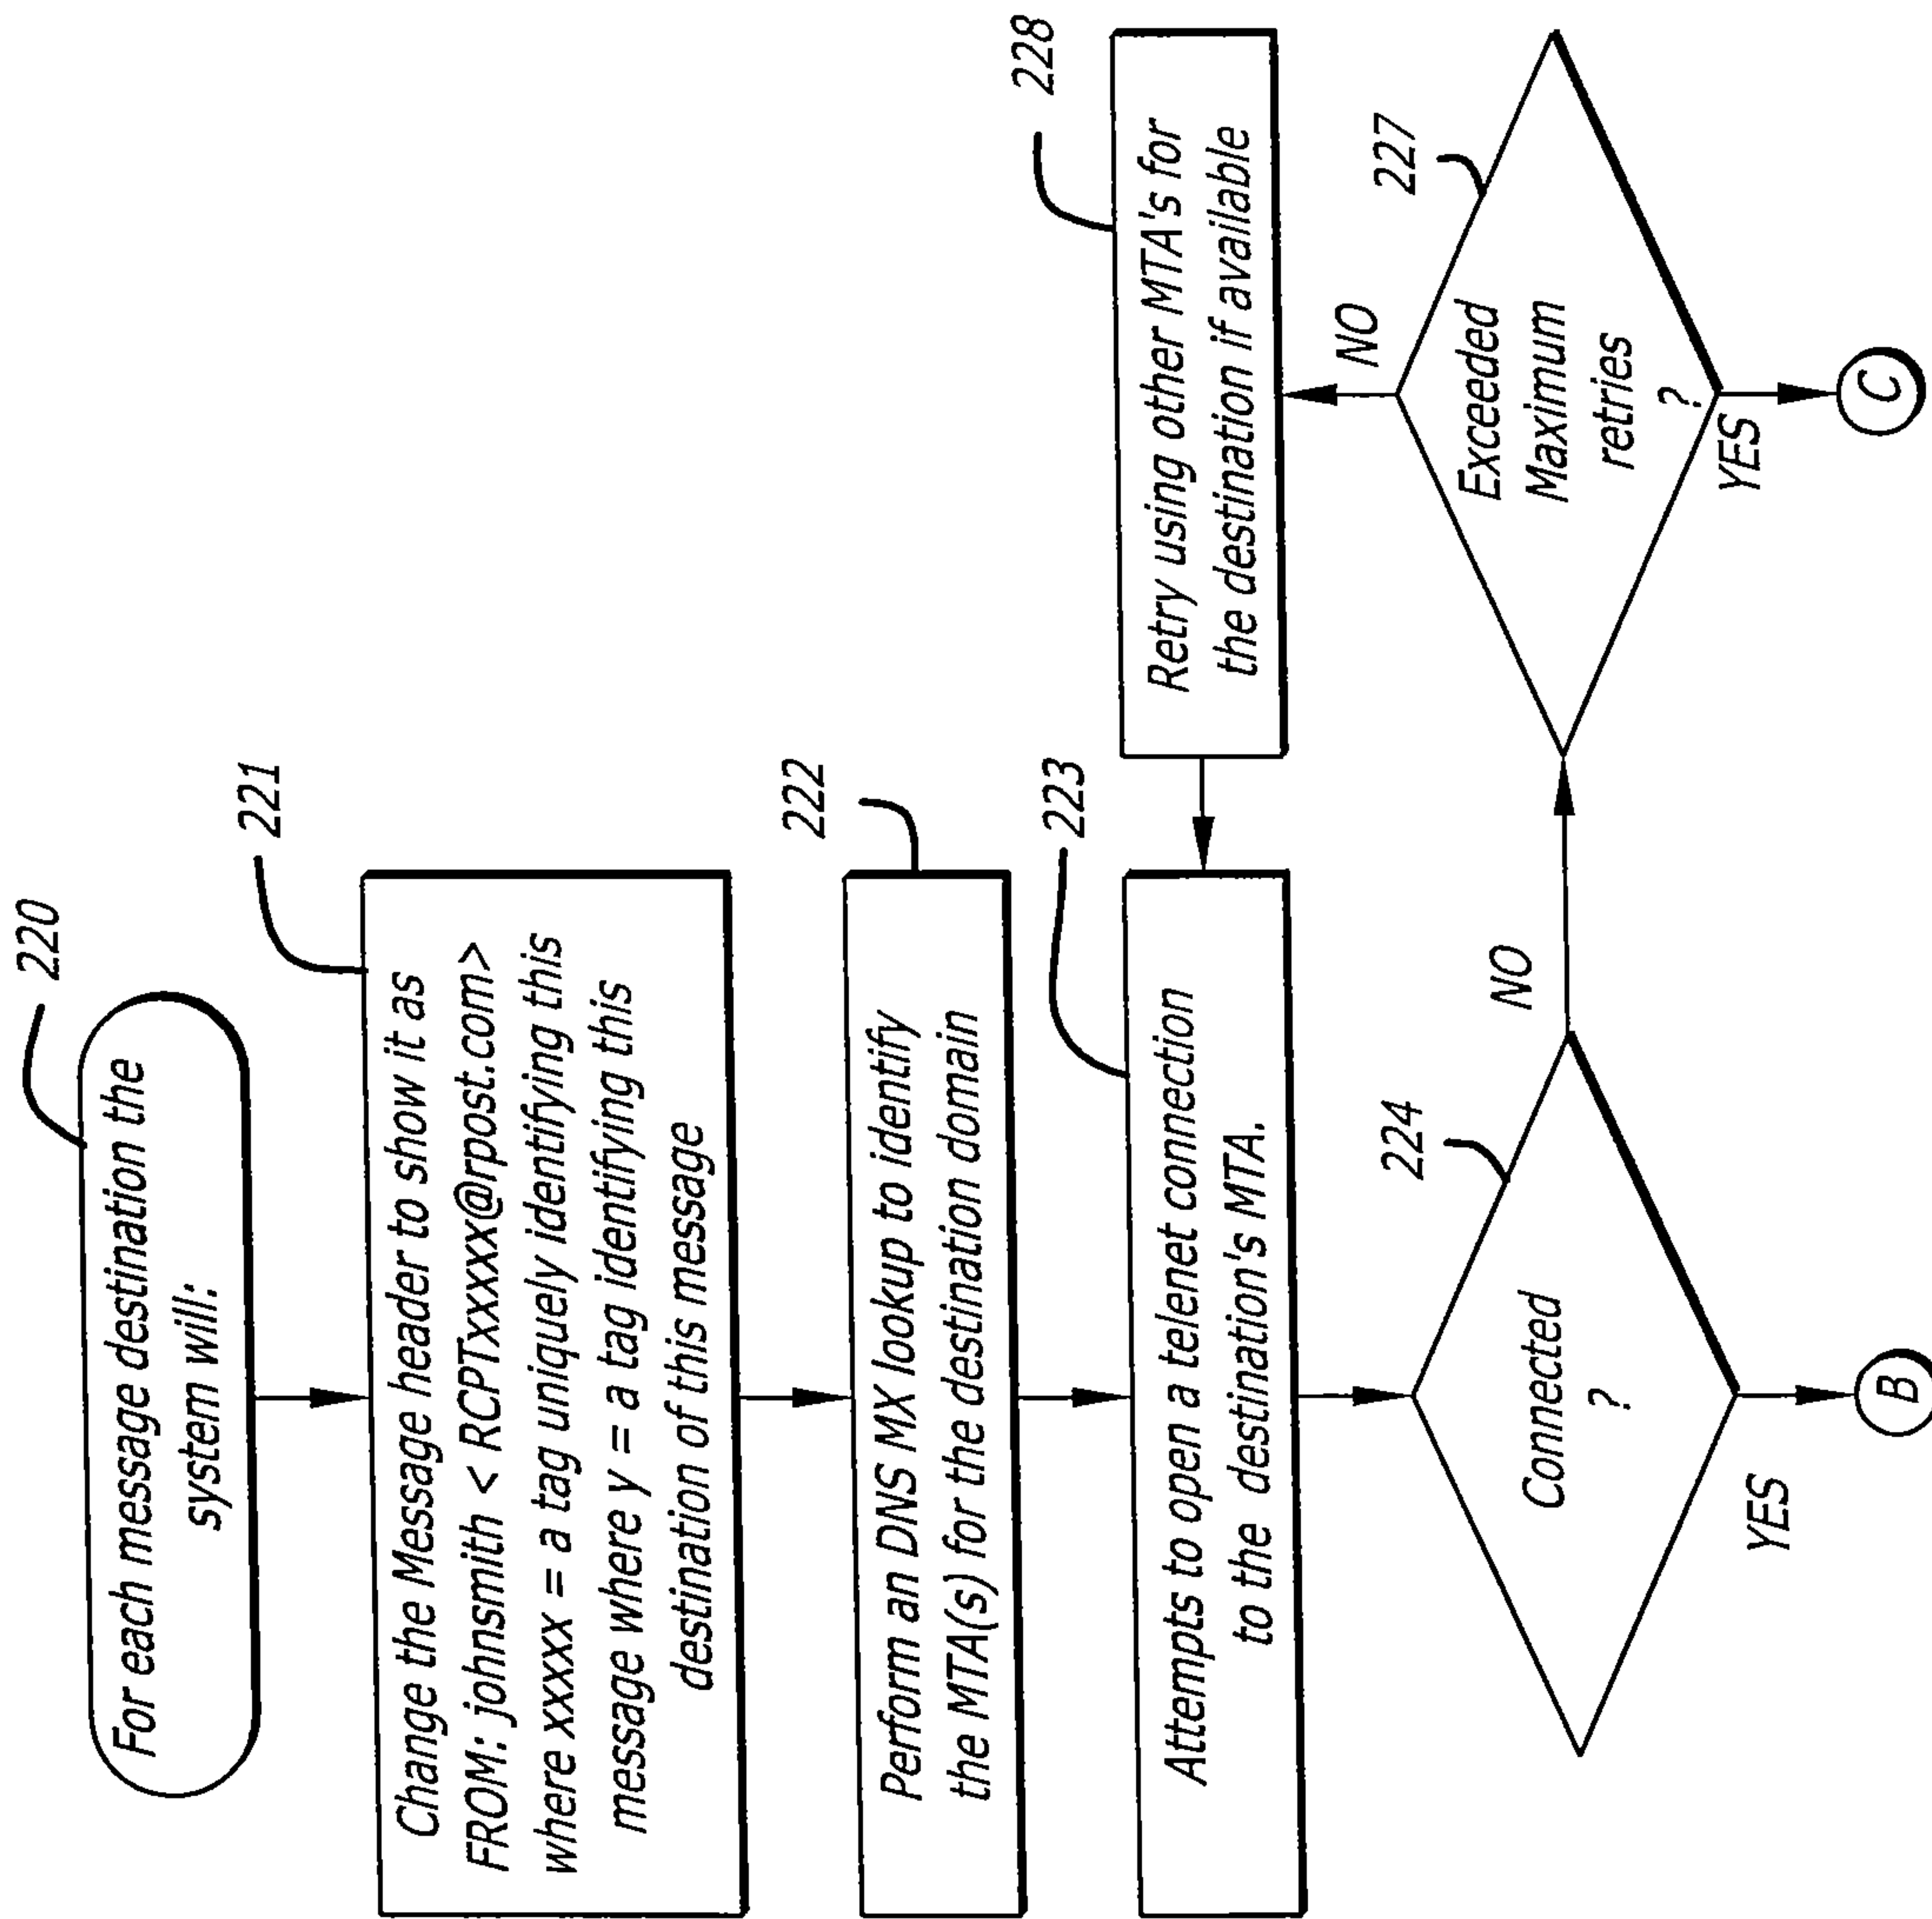 220
For each message destination the
system will:
221
Change the Message header to show it as
FROM: johnsmith < RCPTxxxxx@rpost.com>
where xxxxx = a tag uniquely identifying this
message where y = a tag identifying this
destination of this message
222
Perform an DNS MX lookup to identify
the MTA(s) for the destination domain
223
Attempts to open a telenet connection
to the destination's MTA.
228
Retry using other MTA's for
the destination if available
224
Connected
?
NO
YES
B
227
Exceeded
Maximum
retries
?
NO
YES
C